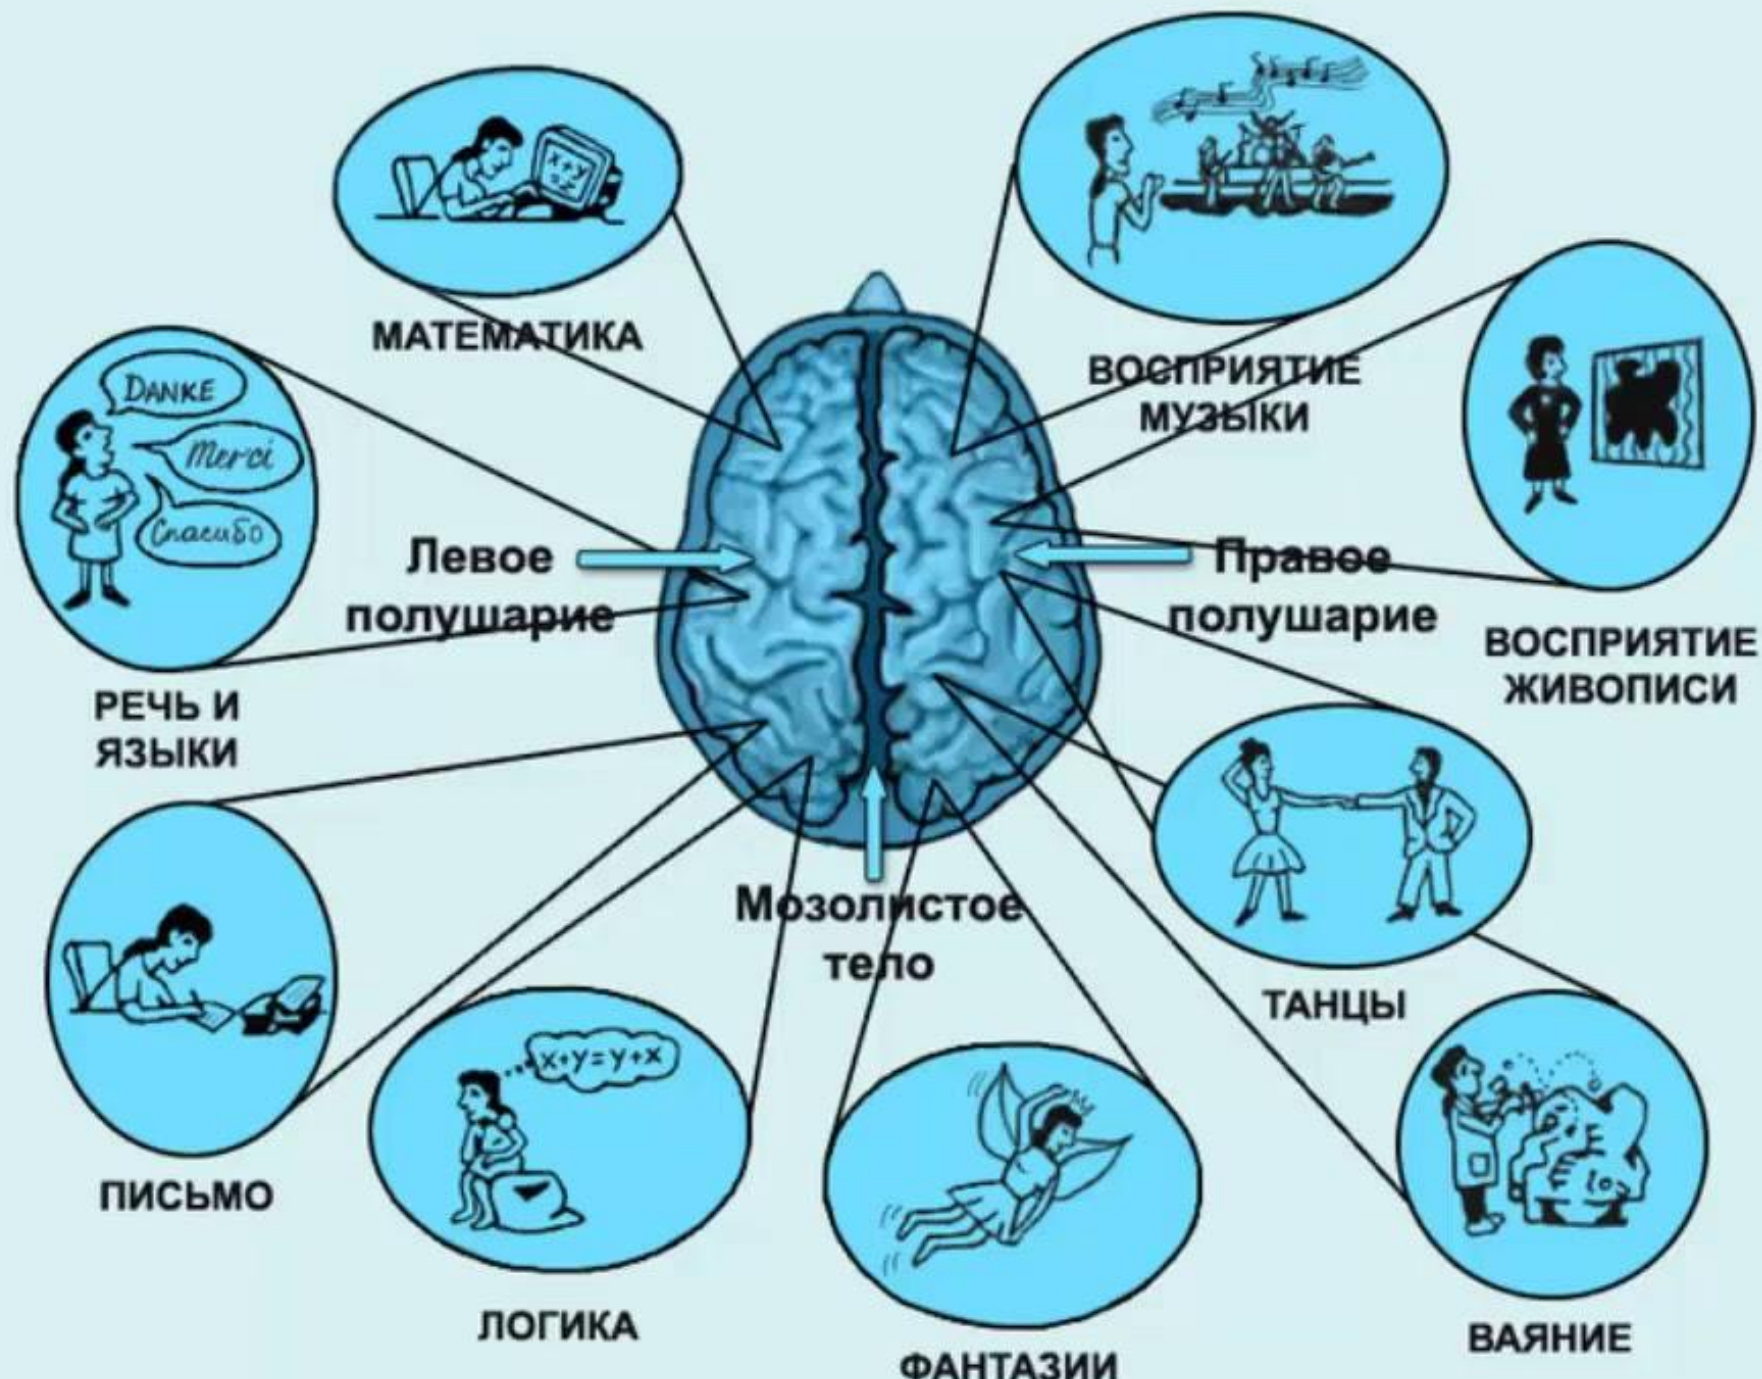 МАТЕМАТИКА
x+y
=z
ВОСПРИЯТИЕ
МУЗЫКИ
DANKE
Merci
Спасибо
РЕЧЬ И
ЯЗЫКИ
Левое
полушарие
Правое
полушарие
ВОСПРИЯТИЕ
ЖИВОПИСИ
Мозолистое
тело
ТАНЦЫ
ПИСЬМО
x+y=y+x
ЛОГИКА
ФАНТАЗИИ
ВАЯНИЕ